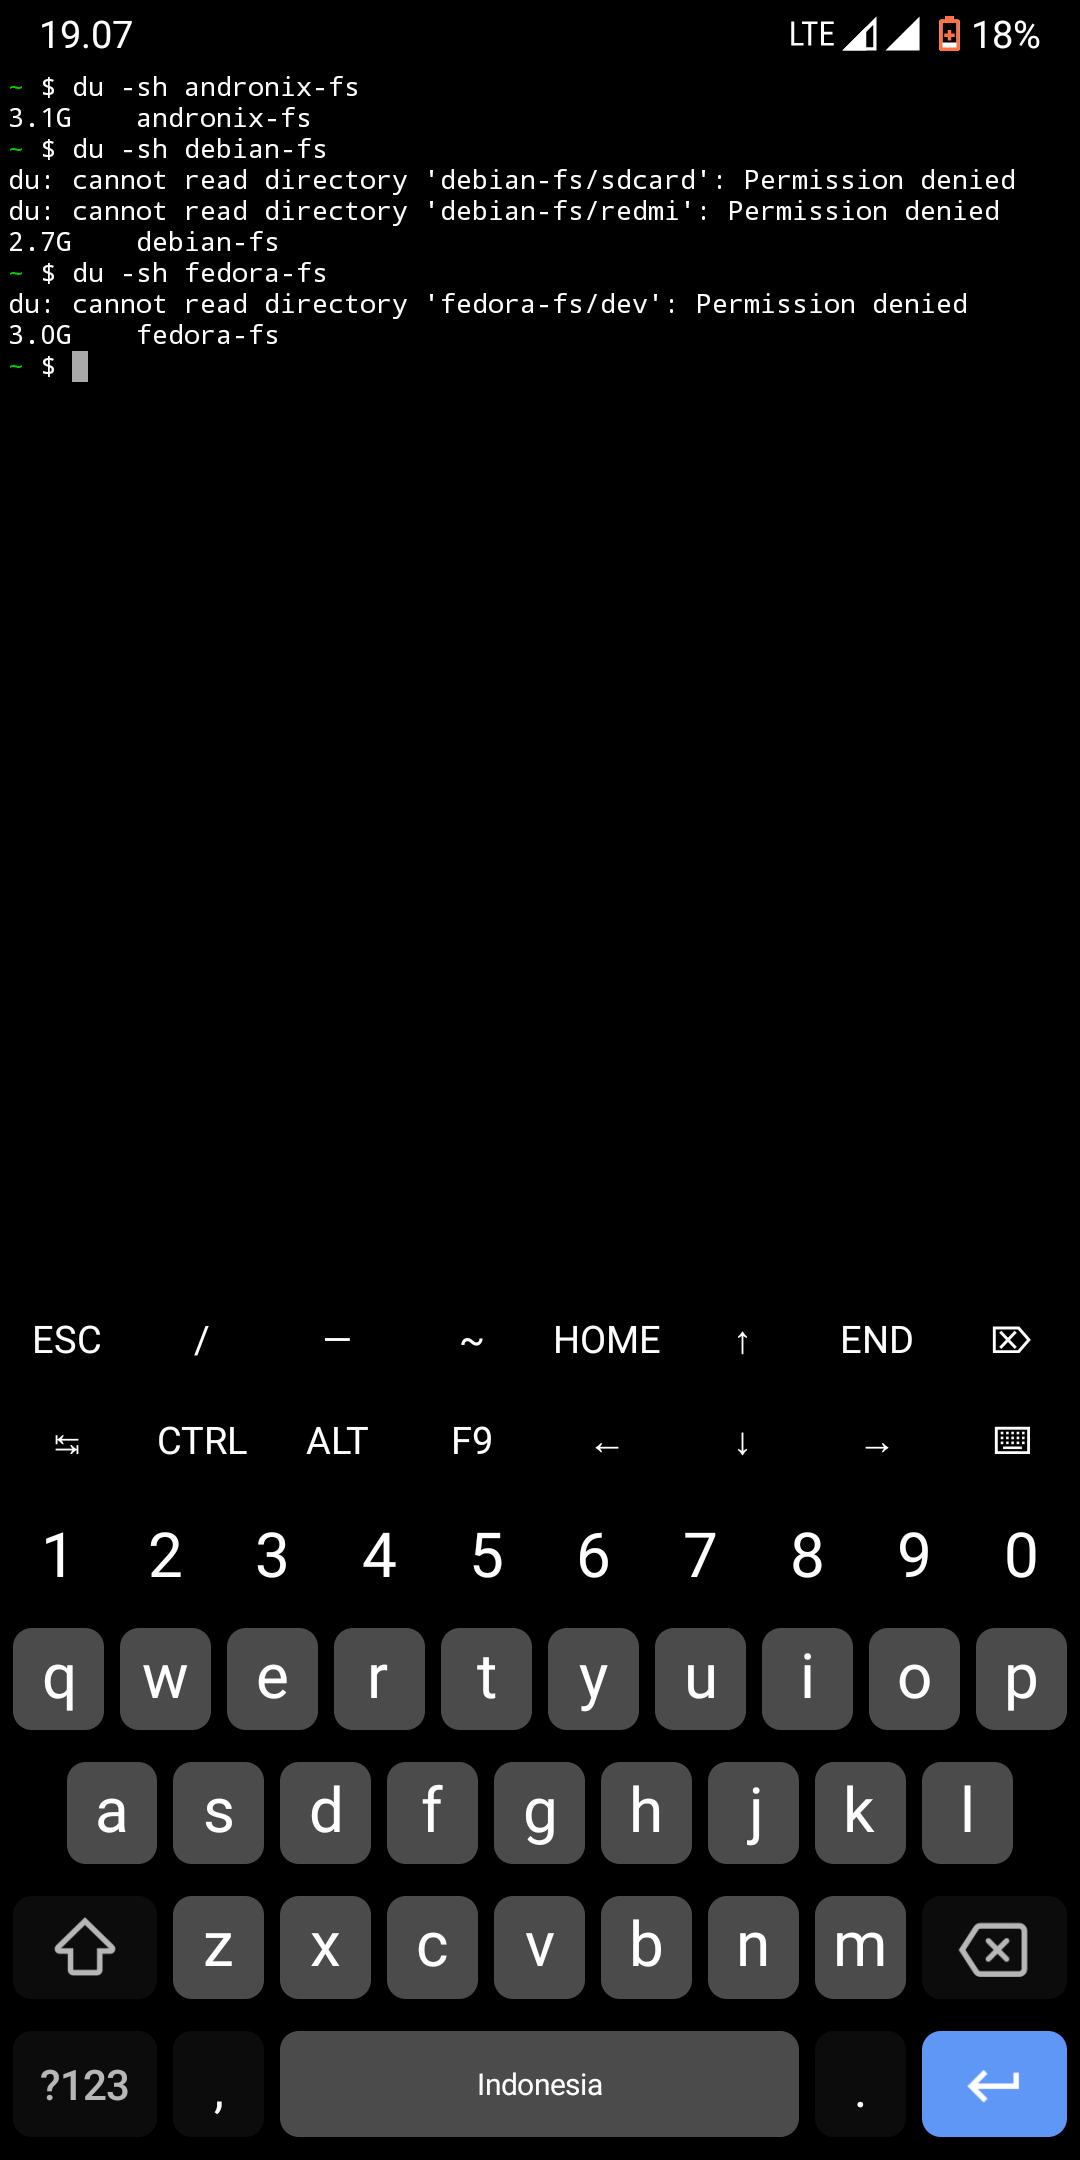 19.07 LTE 18%
~ $ du -sh andronix-fs
3.1G    andronix-fs
~ $ du -sh debian-fs
du: cannot read directory 'debian-fs/sdcard': Permission denied
du: cannot read directory 'debian-fs/redmi': Permission denied
2.7G    debian-fs
~ $ du -sh fedora-fs
du: cannot read directory 'fedora-fs/dev': Permission denied
3.0G    fedora-fs
~ $
ESC / — ~ HOME ↑ END ⌦
↹ CTRL ALT F9 ← ↓ → ⌨
1 2 3 4 5 6 7 8 9 0
q w e r t y u i o p
a s d f g h j k l
z x c v b n m
?123 , Indonesia .